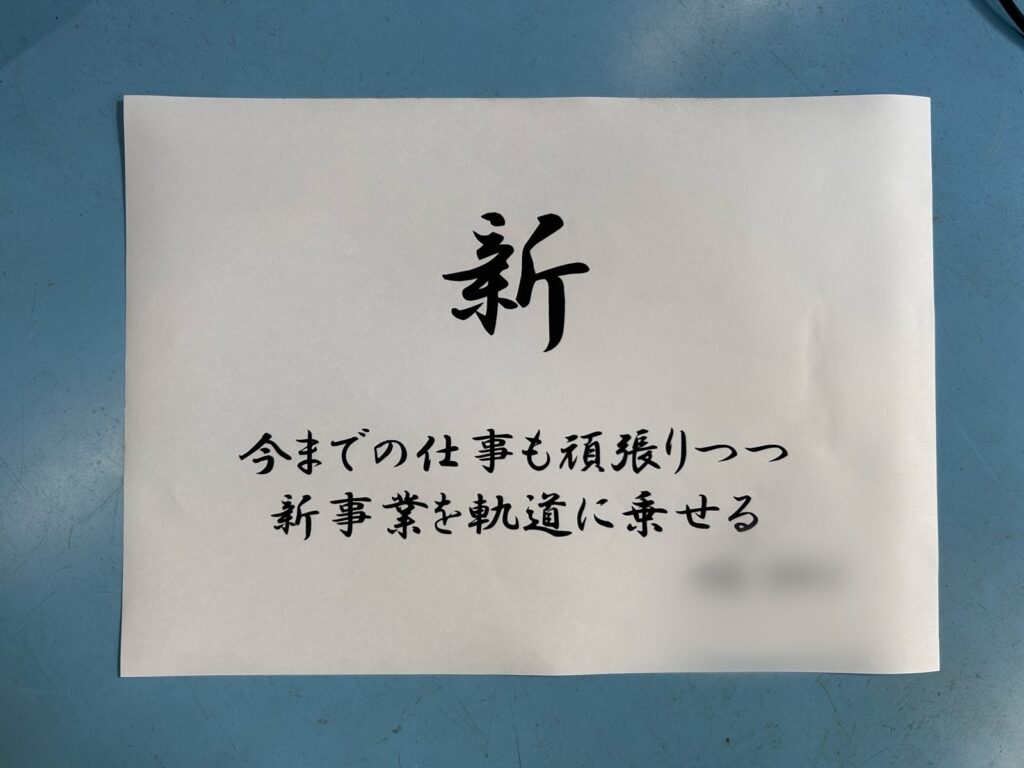 新
今までの仕事も頑張りつつ
新事業を軌道に乗せる